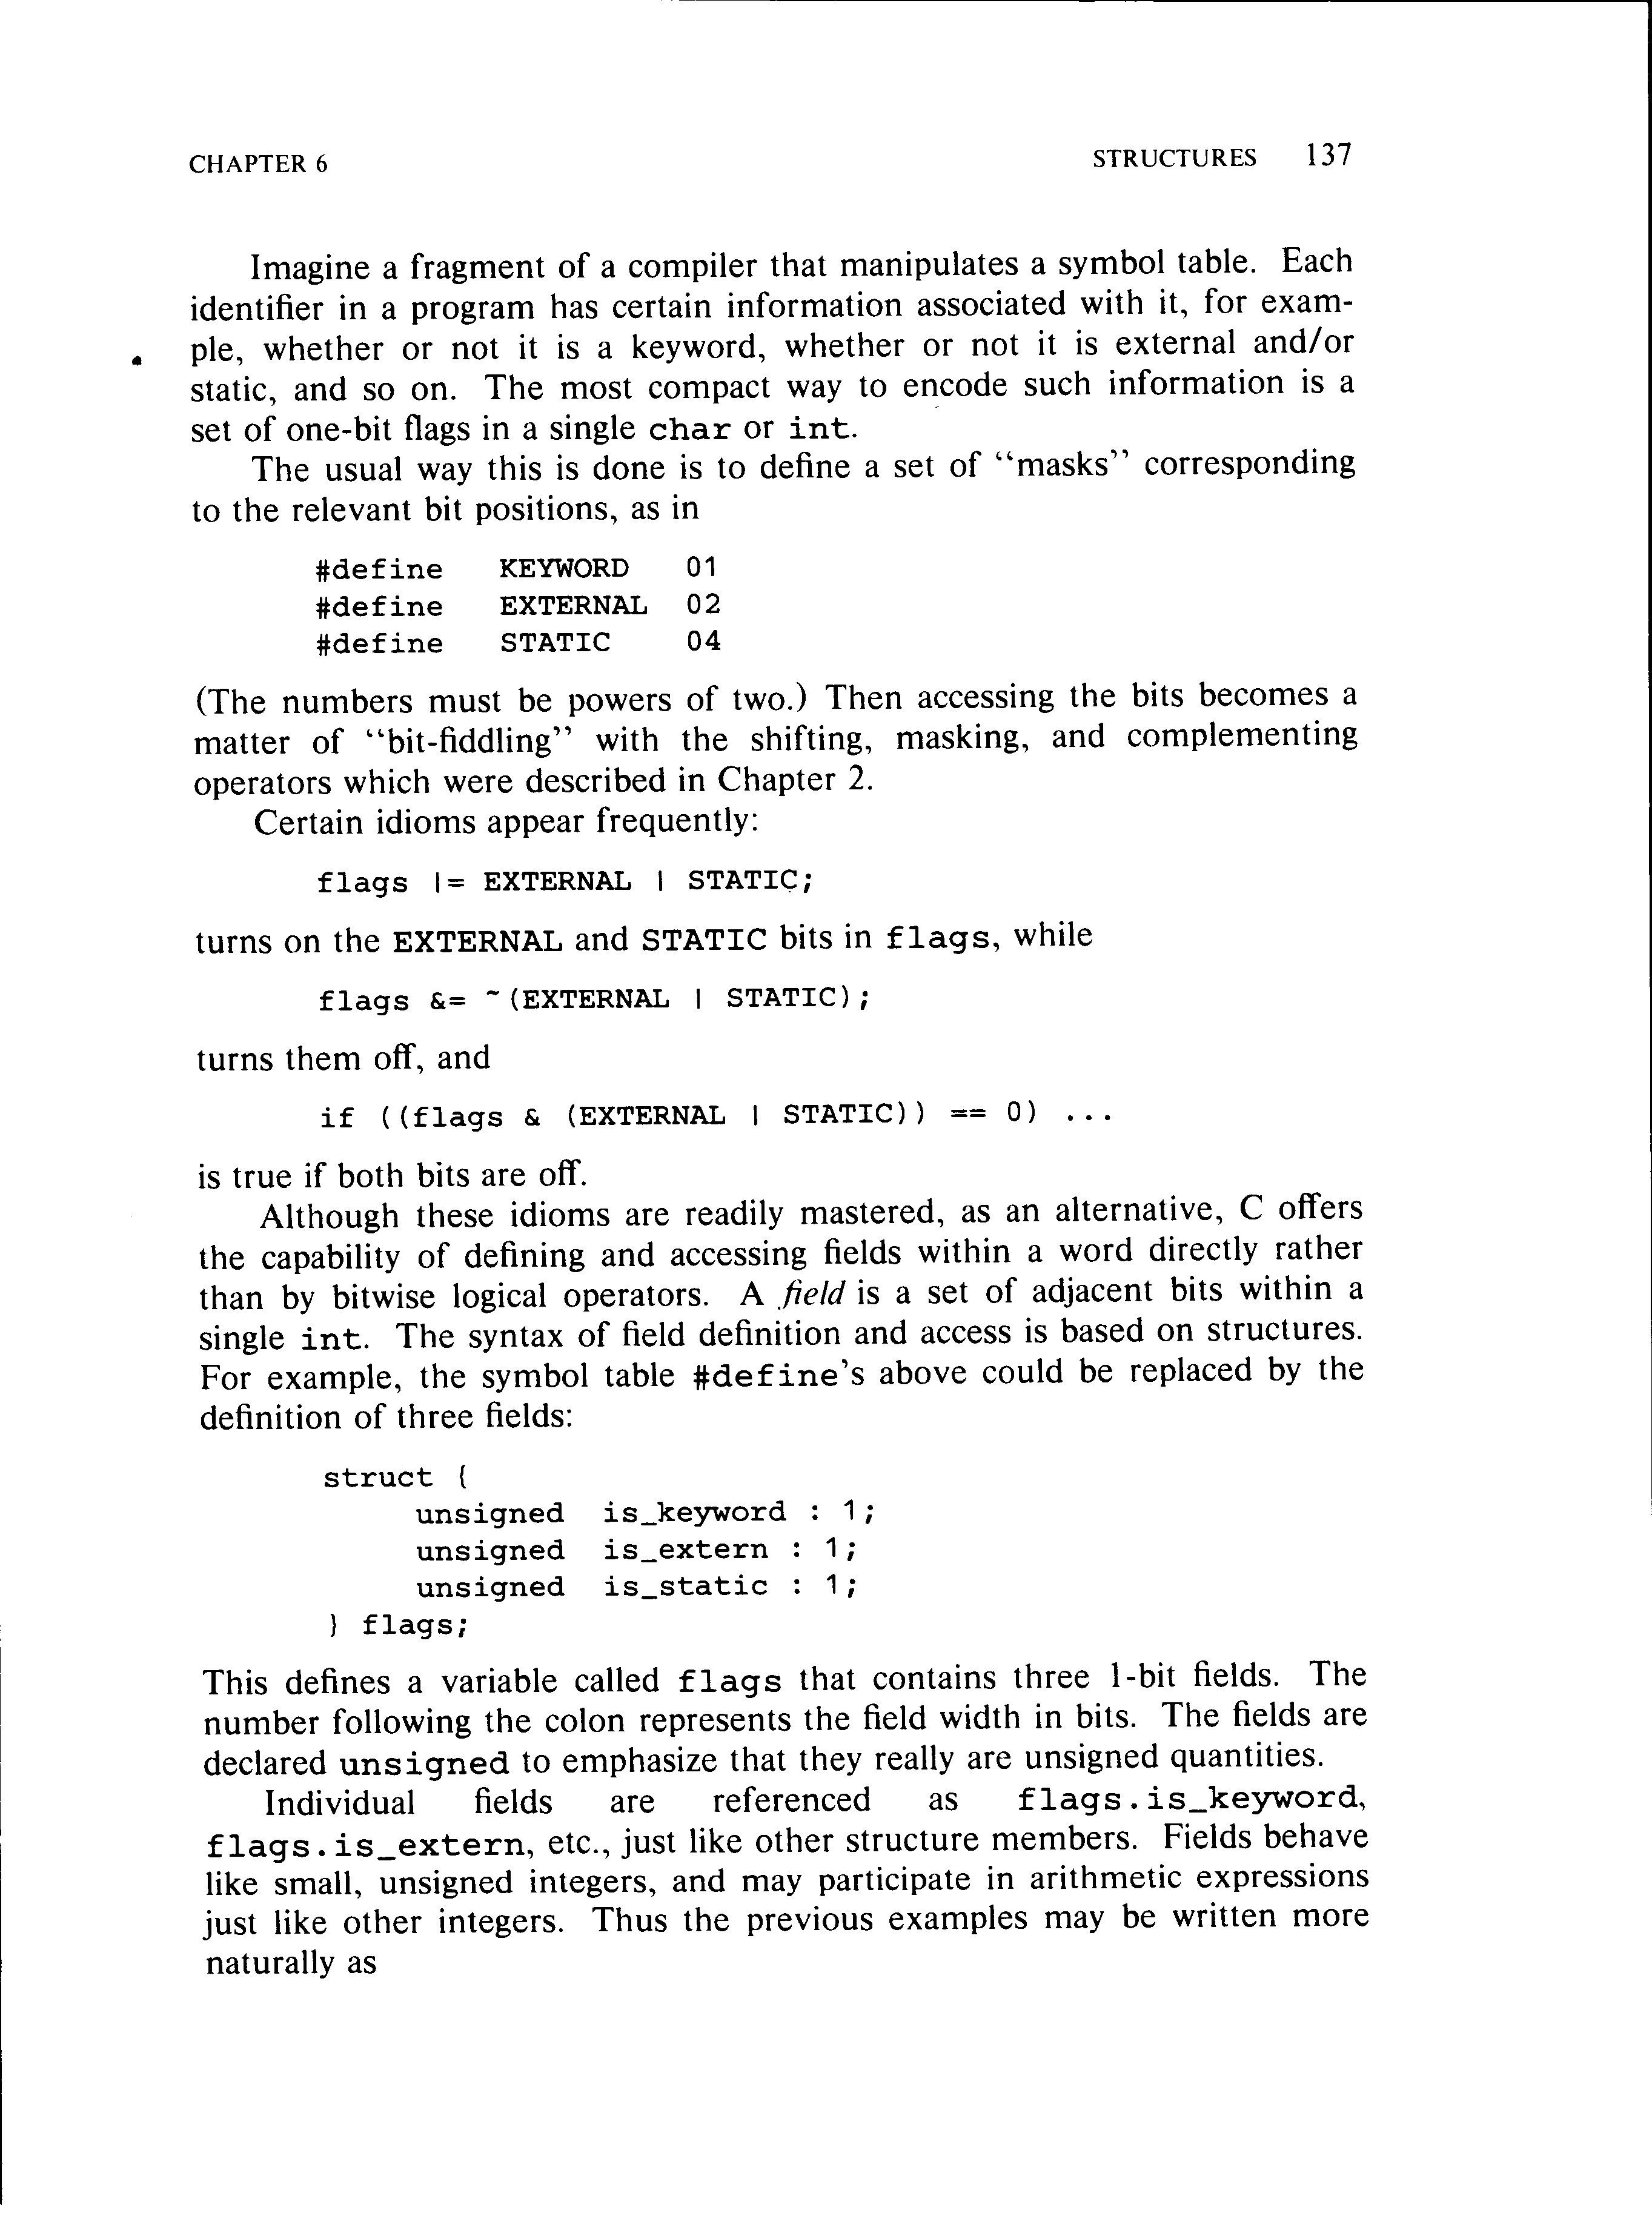 CHAPTER 6 STRUCTURES 137
Imagine a fragment of a compiler that manipulates a symbol table. Each
identifier in a program has certain information associated with it, for exam-
ple, whether or not it is a keyword, whether or not it is external and/or
static, and so on. The most compact way to encode such information is a
set of one-bit flags in a single char or int.
The usual way this is done is to define a set of ‘‘masks’’ corresponding
to the relevant bit positions, as in
#define KEYWORD 01
#define EXTERNAL 02
#define STATIC 04
(The numbers must be powers of two.) Then accessing the bits becomes a
matter of ‘‘bit-fiddling’’ with the shifting, masking, and complementing
operators which were described in Chapter 2.
Certain idioms appear frequently:
flags |= EXTERNAL | STATIC;
turns on the EXTERNAL and STATIC bits in flags, while
flags &= ~(EXTERNAL | STATIC);
turns them off, and
if ((flags & (EXTERNAL | STATIC)) == 0) ...
is true if both bits are off.
Although these idioms are readily mastered, as an alternative, C offers
the capability of defining and accessing fields within a word directly rather
than by bitwise logical operators. A field is a set of adjacent bits within a
single int. The syntax of field definition and access is based on structures.
For example, the symbol table #define's above could be replaced by the
definition of three fields:
struct {
unsigned is_keyword : 1;
unsigned is_extern : 1;
unsigned is_static : 1;
} flags;
This defines a variable called flags that contains three 1-bit fields. The
number following the colon represents the field width in bits. The fields are
declared unsigned to emphasize that they really are unsigned quantities.
Individual fields are referenced as flags.is_keyword,
flags.is_extern, etc., just like other structure members. Fields behave
like small, unsigned integers, and may participate in arithmetic expressions
just like other integers. Thus the previous examples may be written more
naturally as